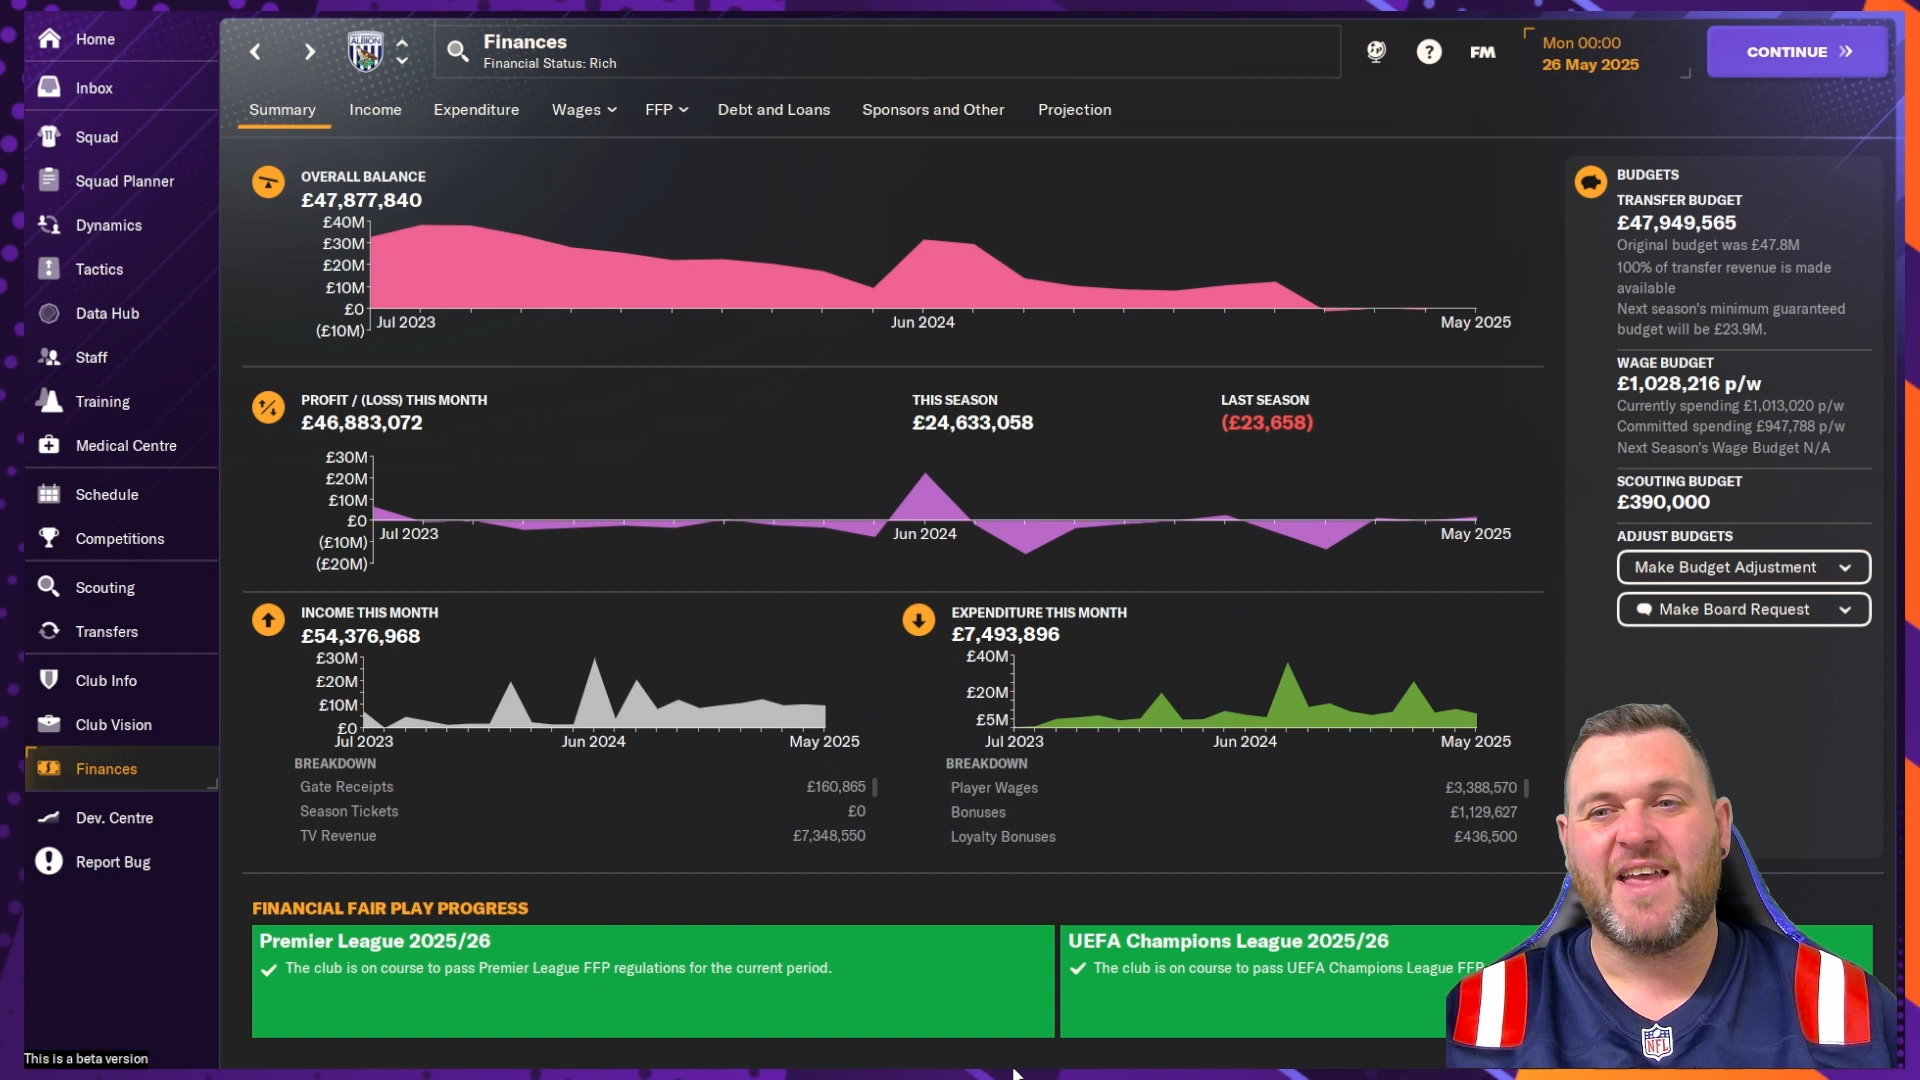 Home
Inbox
Squad
Squad Planner
Dynamics
Tactics
Data Hub
Staff
Training
Medical Centre
Schedule
Competitions
Scouting
Transfers
Club Info
Club Vision
Finances
Dev. Centre
Report Bug
This is a beta version
ALBION
Finances
Financial Status: Rich
?
FM
Mon 00:00
26 May 2025
CONTINUE
Summary
Income
Expenditure
Wages
FFP
Debt and Loans
Sponsors and Other
Projection
OVERALL BALANCE
£47,877,840
£40M
£30M
£20M
£10M
£0
(£10M)
Jul 2023
Jun 2024
May 2025
PROFIT / (LOSS) THIS MONTH
£46,883,072
THIS SEASON
£24,633,058
LAST SEASON
(£23,658)
£30M
£20M
£10M
£0
(£10M)
(£20M)
Jul 2023
Jun 2024
May 2025
INCOME THIS MONTH
£54,376,968
£30M
£20M
£10M
£0
Jul 2023
Jun 2024
May 2025
BREAKDOWN
Gate Receipts £160,865
Season Tickets £0
TV Revenue £7,348,550
EXPENDITURE THIS MONTH
£7,493,896
£40M
£20M
£5M
Jul 2023
Jun 2024
May 2025
BREAKDOWN
Player Wages £3,388,570
Bonuses £1,129,627
Loyalty Bonuses £436,500
FINANCIAL FAIR PLAY PROGRESS
Premier League 2025/26
The club is on course to pass Premier League FFP regulations for the current period.
UEFA Champions League 2025/26
The club is on course to pass UEFA Champions League FFP
BUDGETS
TRANSFER BUDGET
£47,949,565
Original budget was £47.8M
100% of transfer revenue is made
available
Next season's minimum guaranteed
budget will be £23.9M.
WAGE BUDGET
£1,028,216 p/w
Currently spending £1,013,020 p/w
Committed spending £947,788 p/w
Next Season's Wage Budget N/A
SCOUTING BUDGET
£390,000
ADJUST BUDGETS
Make Budget Adjustment
Make Board Request
NFL